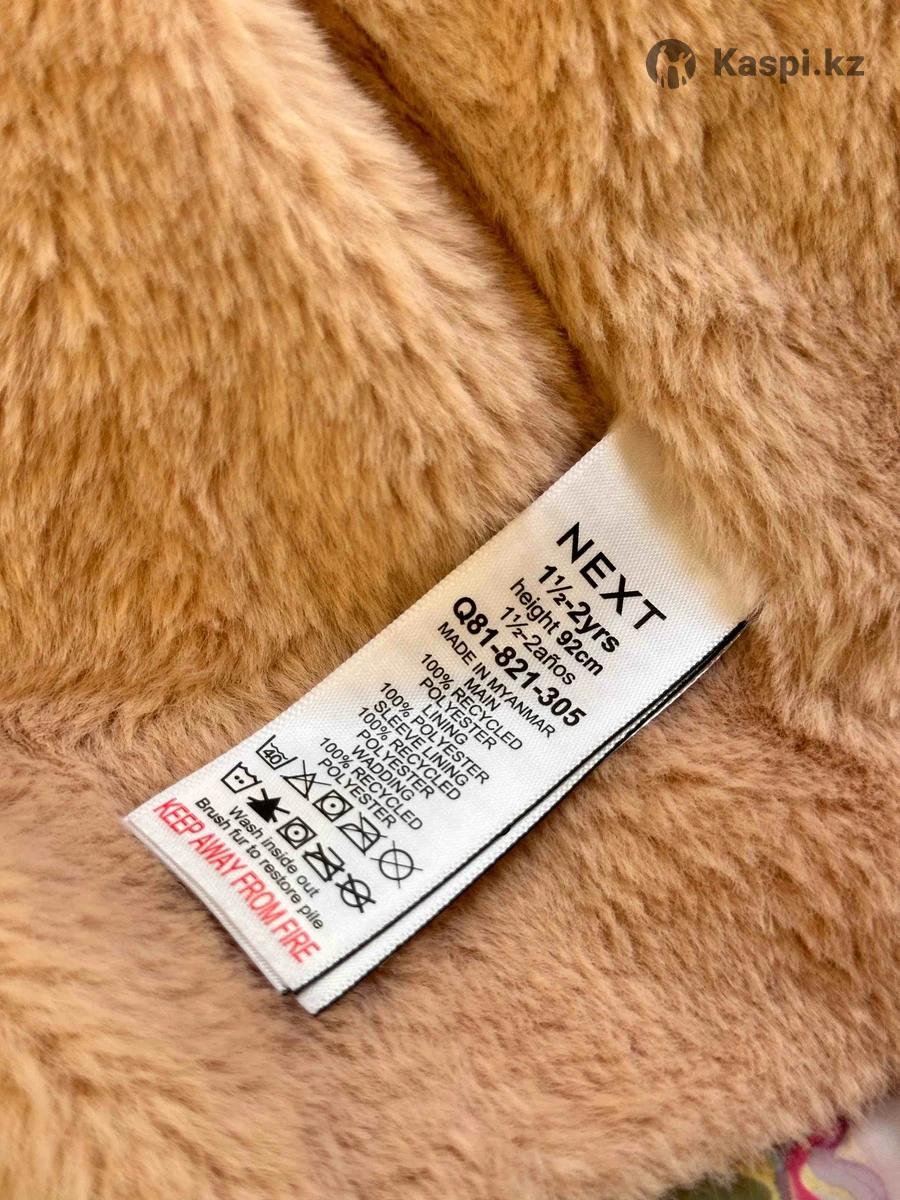 Kaspi.kz
NEXT
1½-2yrs
height 92cm
1½-2años
Q81-821-305
MADE IN MYANMAR
MAIN
100% RECYCLED
POLYESTER
LINING
100% POLYESTER
SLEEVE LINING
100% RECYCLED
POLYESTER
WADDING
100% RECYCLED
POLYESTER
40
Wash inside out
Brush fur to restore pile
KEEP AWAY FROM FIRE